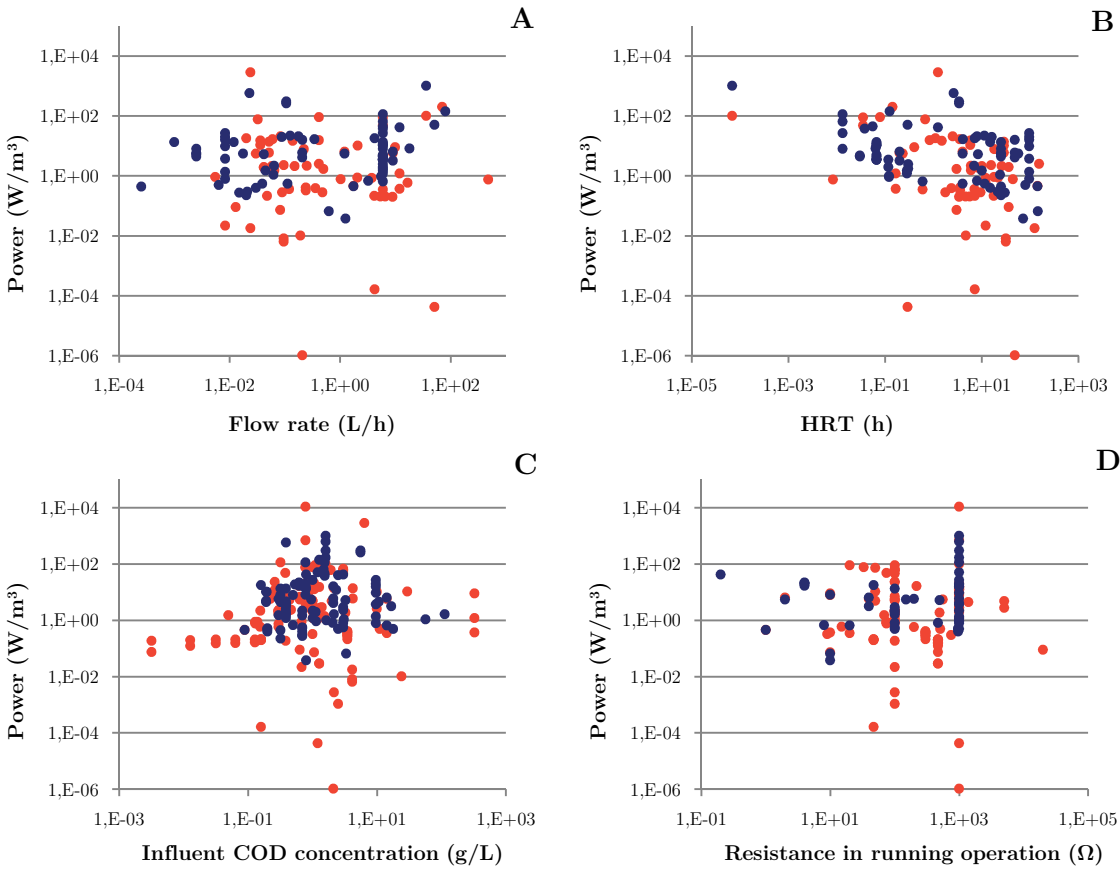 A
1,E+04
1,E+02
1,E+00
1,E-02
1,E-04
1,E-06
Power (W/m³)
1,E-04
1,E-02
1,E+00
1,E+02
Flow rate (L/h)
B
1,E+04
1,E+02
1,E+00
1,E-02
1,E-04
1,E-06
Power (W/m³)
1,E-05
1,E-03
1,E-01
1,E+01
1,E+03
HRT (h)
C
1,E+04
1,E+02
1,E+00
1,E-02
1,E-04
1,E-06
Power (W/m³)
1,E-03
1,E-01
1,E+01
1,E+03
Influent COD concentration (g/L)
D
1,E+04
1,E+02
1,E+00
1,E-02
1,E-04
1,E-06
Power (W/m³)
1,E-01
1,E+01
1,E+03
1,E+05
Resistance in running operation (Ω)